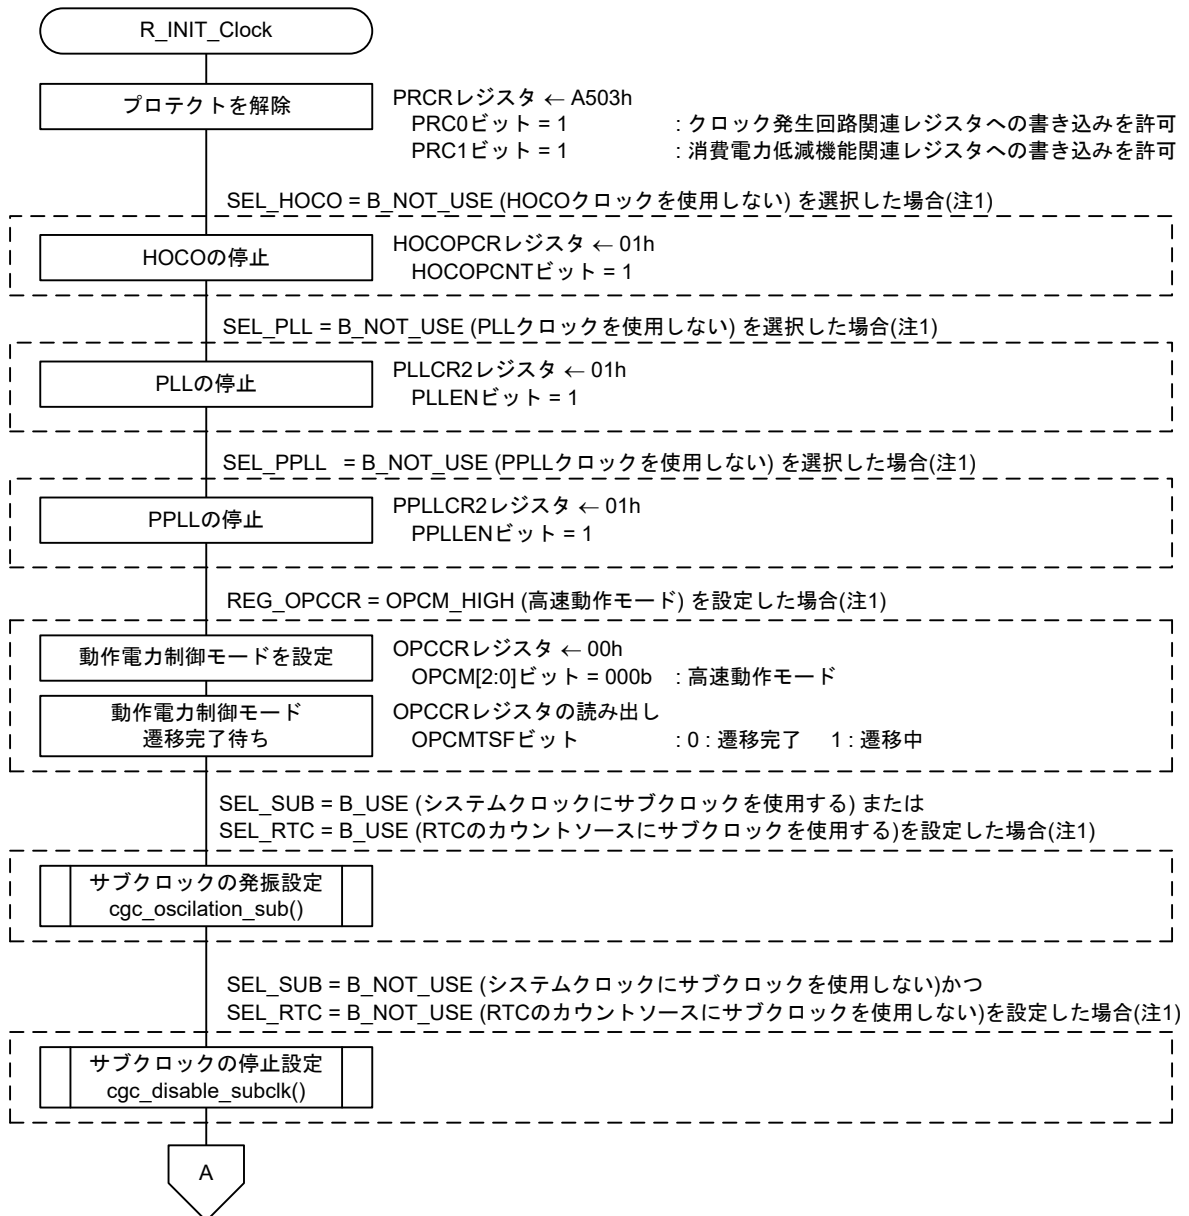 R_INIT_Clock
プロテクトを解除
PRCRレジスタ ← A503h
PRC0ビット = 1 : クロック発生回路関連レジスタへの書き込みを許可
PRC1ビット = 1 : 消費電力低減機能関連レジスタへの書き込みを許可
SEL_HOCO = B_NOT_USE (HOCOクロックを使用しない) を選択した場合(注1)
HOCOの停止
HOCOPCRレジスタ ← 01h
HOCOPCNTビット = 1
SEL_PLL = B_NOT_USE (PLLクロックを使用しない) を選択した場合(注1)
PLLの停止
PLLCR2レジスタ ← 01h
PLLENビット = 1
SEL_PPLL = B_NOT_USE (PPLLクロックを使用しない) を選択した場合(注1)
PPLLの停止
PPLLCR2レジスタ ← 01h
PPLLENビット = 1
REG_OPCCR = OPCM_HIGH (高速動作モード) を設定した場合(注1)
動作電力制御モードを設定
OPCCRレジスタ ← 00h
OPCM[2:0]ビット = 000b : 高速動作モード
動作電力制御モード
遷移完了待ち
OPCCRレジスタの読み出し
OPCMTSFビット : 0 : 遷移完了 1 : 遷移中
SEL_SUB = B_USE (システムクロックにサブクロックを使用する) または
SEL_RTC = B_USE (RTCのカウントソースにサブクロックを使用する)を設定した場合(注1)
サブクロックの発振設定
cgc_oscilation_sub()
SEL_SUB = B_NOT_USE (システムクロックにサブクロックを使用しない)かつ
SEL_RTC = B_NOT_USE (RTCのカウントソースにサブクロックを使用しない)を設定した場合(注1)
サブクロックの停止設定
cgc_disable_subclk()
A